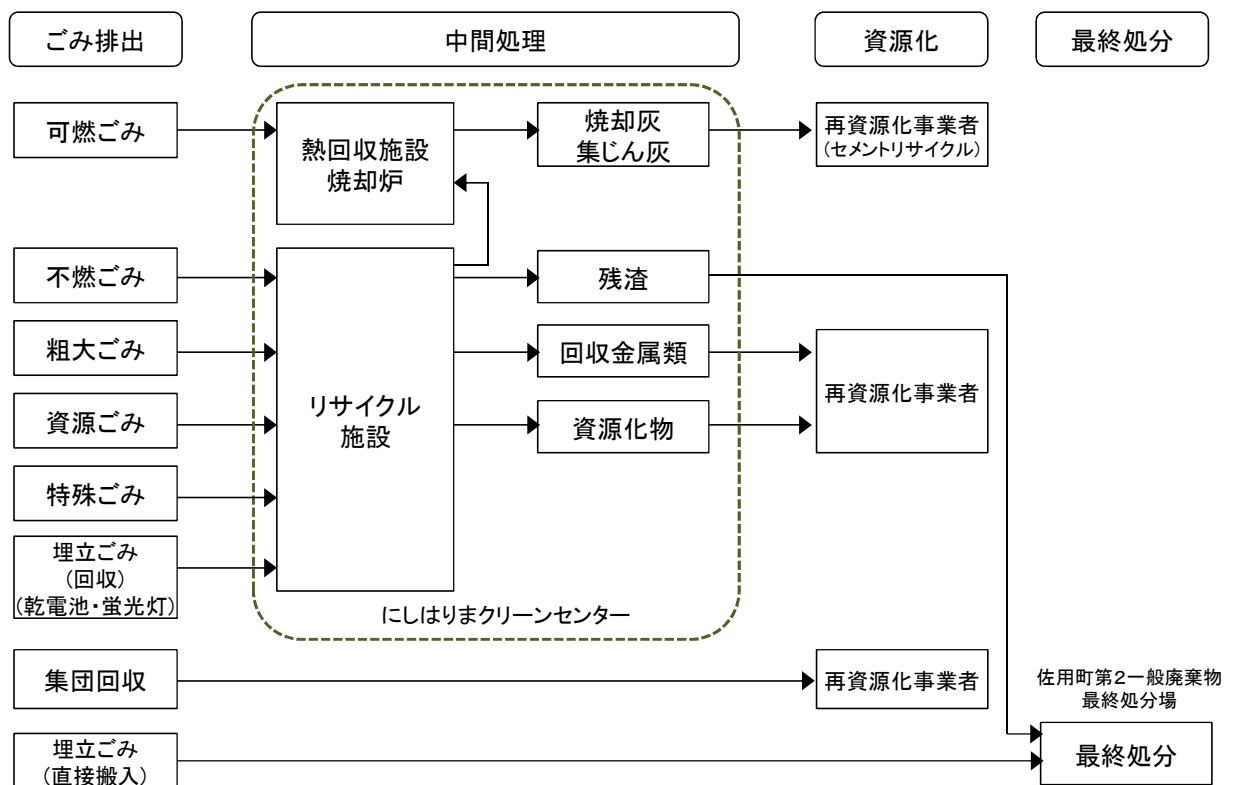 ごみ排出
中間処理
資源化
最終処分
可燃ごみ
熱回収施設
焼却炉
焼却灰
集じん灰
再資源化事業者
(セメントリサイクル)
不燃ごみ
残渣
粗大ごみ
回収金属類
リサイクル
施設
再資源化事業者
資源ごみ
資源化物
特殊ごみ
埋立ごみ
(回収)
(乾電池・蛍光灯)
にしはりまクリーンセンター
集団回収
再資源化事業者
佐用町第2一般廃棄物
最終処分場
最終処分
埋立ごみ
(直接搬入)